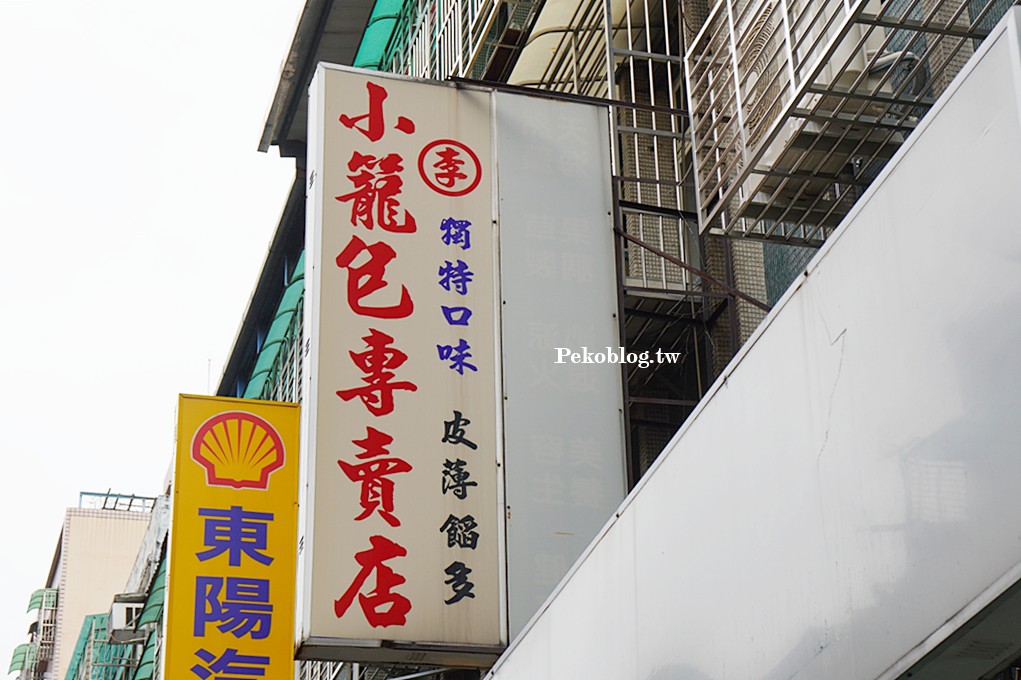 小籠包專賣店
李
獨特口味
皮薄餡多
東陽汽
Pekoblog.tw